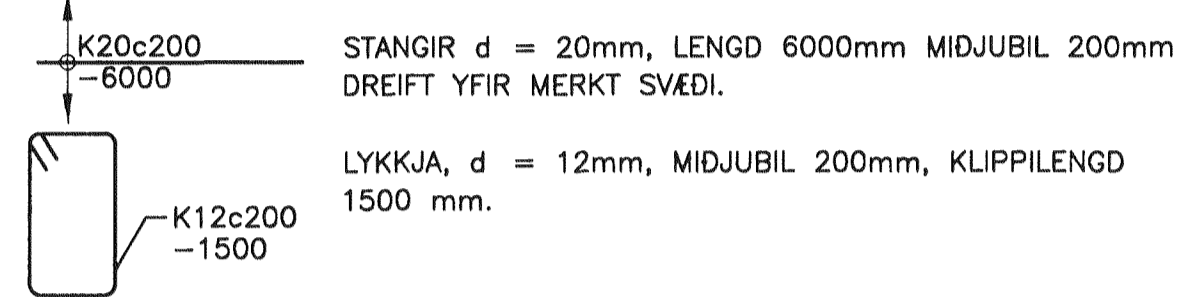 K20c200
-6000
STANGIR d = 20mm, LENGD 6000mm MIÐJUBIL 200mm
DREIFT YFIR MERKT SVÆÐI.
LYKKJA, d = 12mm, MIÐJUBIL 200mm, KLIPPILENGD
1500 mm.
K12c200
-1500